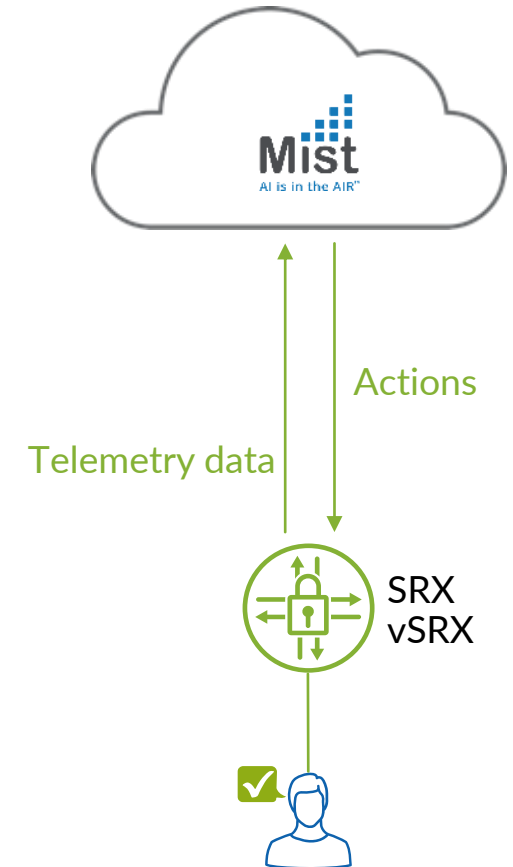 Mist
AI is in the AIR™
Actions
Telemetry data
SRX
vSRX